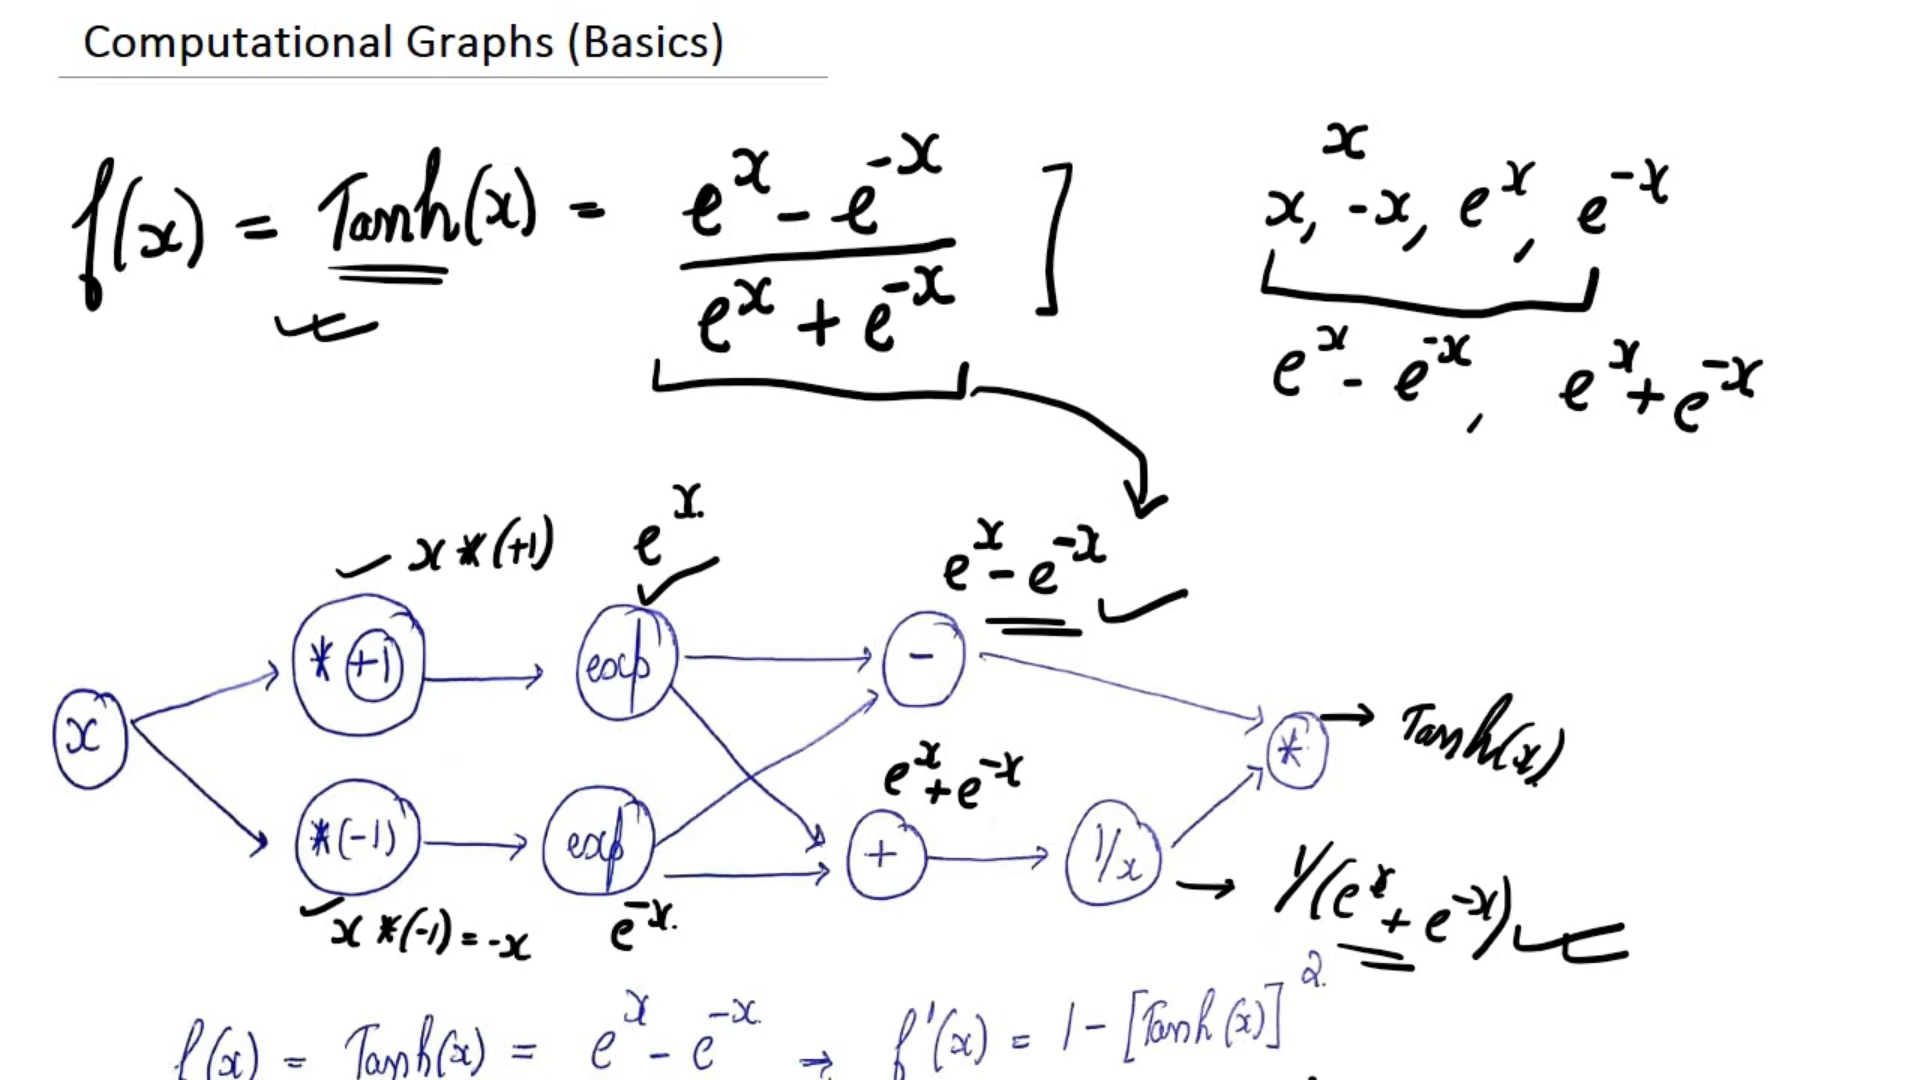 Computational Graphs (Basics)
f(x) = Tanh(x) = (e^x - e^-x) / (e^x + e^-x) ]
x
x, -x, e^x, e^-x
e^x - e^-x, e^x + e^-x
x * (+1)
e^x.
e^x - e^-x
* (+1)
exp
-
x
* → Tanh(x)
e^x + e^-x
*(-1)
exp
+
1/x
→ 1/(e^x + e^-x)
x *(-1) = -x
e^-x.
f(x) = Tanh(x) = e^x - e^-x. ⇒ f'(x) = 1 - [Tanh(x)]^2.